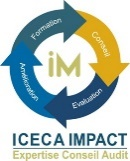 Formation
Conseil
Evaluation
Amélioration
iM
ICECA IMPACT
Expertise Conseil Audit